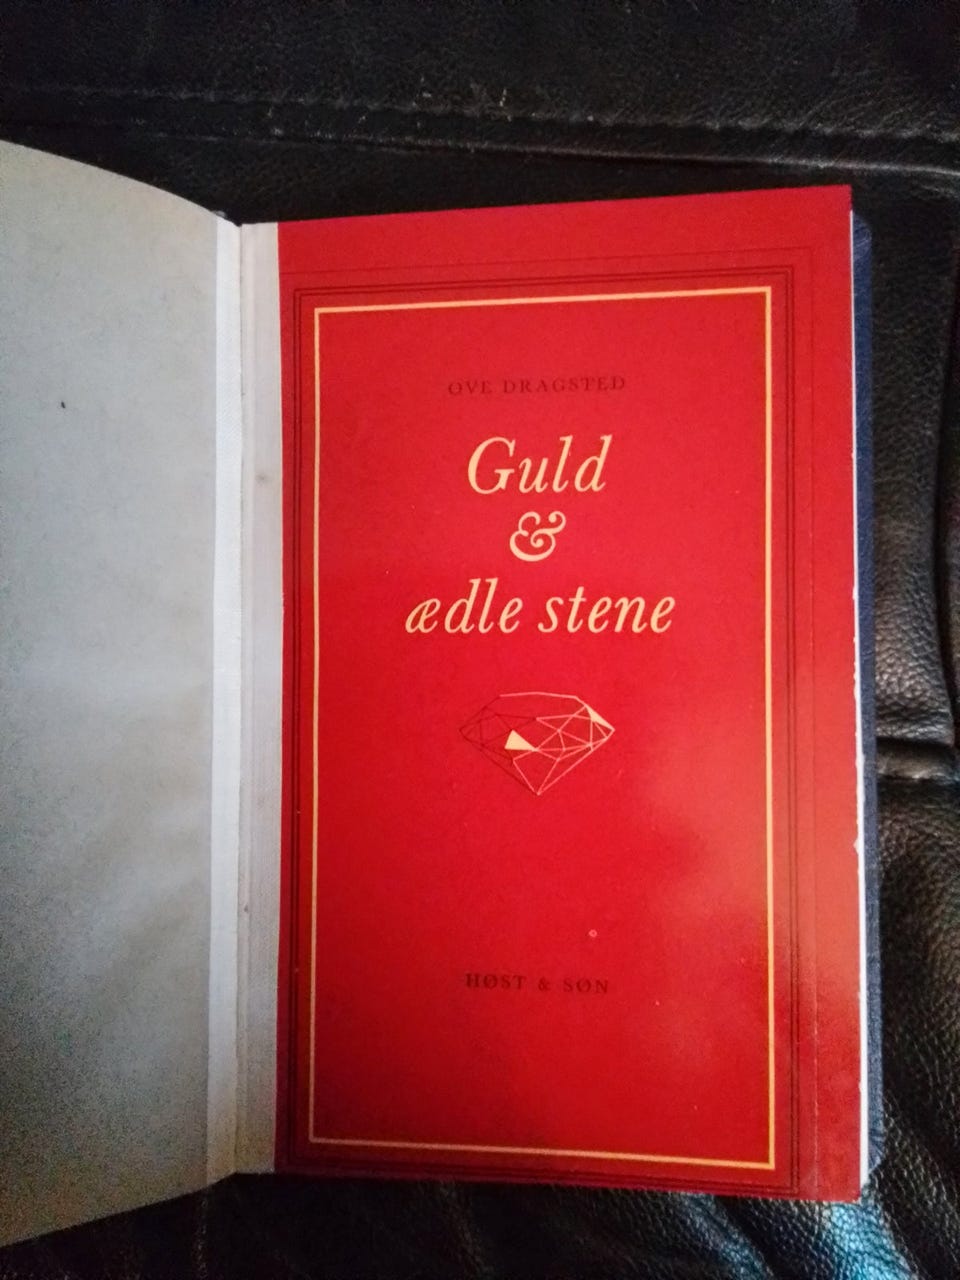 OVE DRAGSTED
Guld
&
ædle stene
HØST & SØN